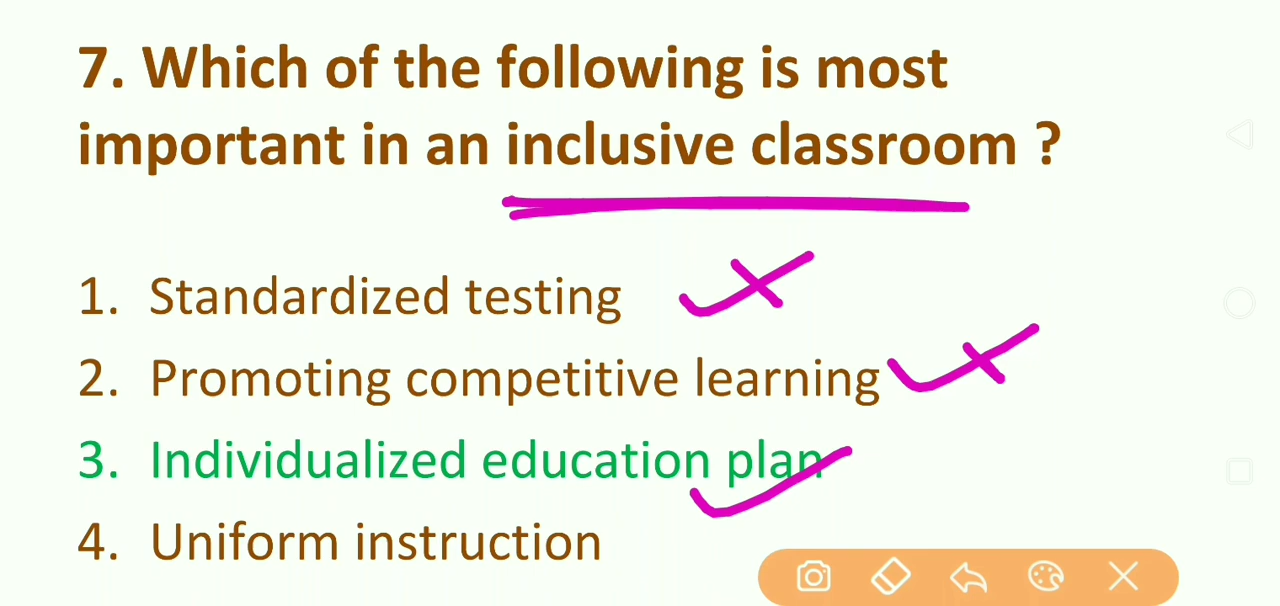 7. Which of the following is most
important in an inclusive classroom ?
1. Standardized testing
2. Promoting competitive learning
3. Individualized education plan
4. Uniform instruction